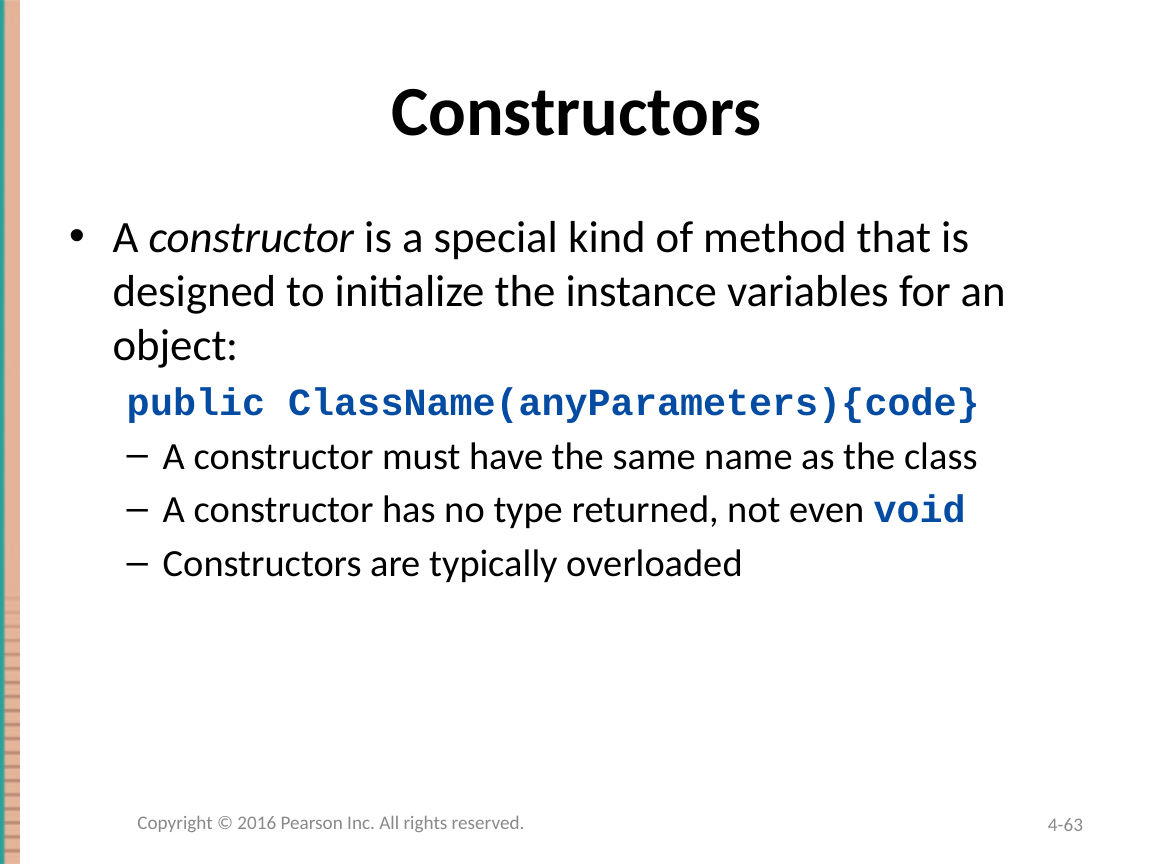 Constructors
• A constructor is a special kind of method that is
designed to initialize the instance variables for an
object:
public ClassName(anyParameters){code}
– A constructor must have the same name as the class
– A constructor has no type returned, not even void
– Constructors are typically overloaded
Copyright © 2016 Pearson Inc. All rights reserved.
4-63